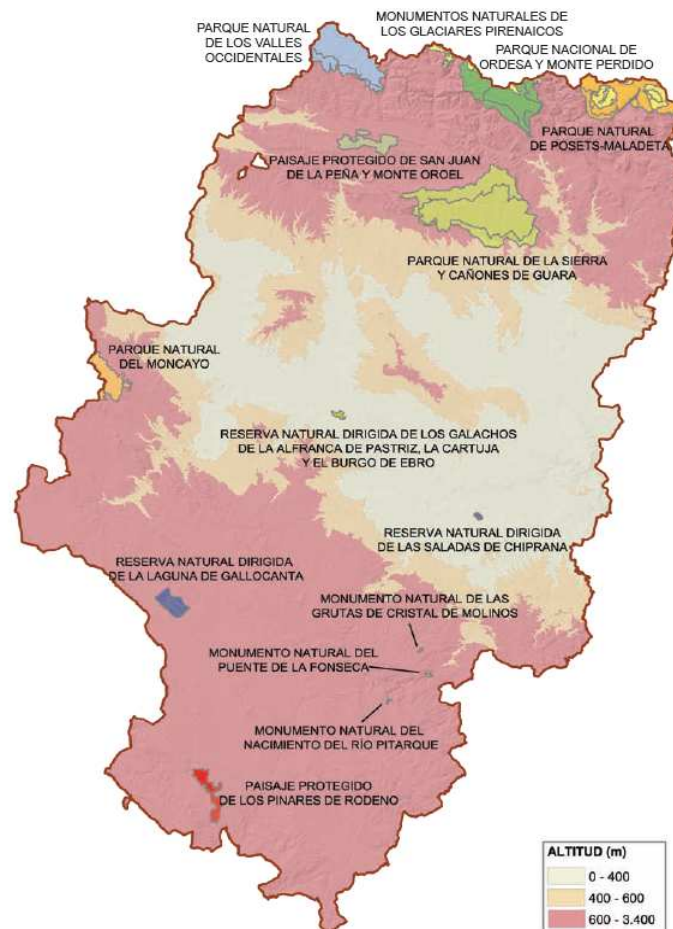 PARQUE NATURAL
DE LOS VALLES
OCCIDENTALES
MONUMENTOS NATURALES DE
LOS GLACIARES PIRENAICOS
PARQUE NACIONAL DE
ORDESA Y MONTE PERDIDO
PARQUE NATURAL
DE POSETS-MALADETA
PAISAJE PROTEGIDO DE SAN JUAN
DE LA PEÑA Y MONTE OROEL
PARQUE NATURAL DE LA SIERRA
Y CAÑONES DE GUARA
PARQUE NATURAL
DEL MONCAYO
RESERVA NATURAL DIRIGIDA DE LOS GALACHOS
DE LA ALFRANCA DE PASTRIZ, LA CARTUJA
Y EL BURGO DE EBRO
RESERVA NATURAL DIRIGIDA
DE LAS SALADAS DE CHIPRANA
RESERVA NATURAL DIRIGIDA
DE LA LAGUNA DE GALLOCANTA
MONUMENTO NATURAL DE LAS
GRUTAS DE CRISTAL DE MOLINOS
MONUMENTO NATURAL DEL
PUENTE DE LA FONSECA
MONUMENTO NATURAL DEL
NACIMIENTO DEL RÍO PITARQUE
PAISAJE PROTEGIDO
DE LOS PINARES DE RODENO
ALTITUD (m)
0 - 400
400 - 600
600 - 3.400